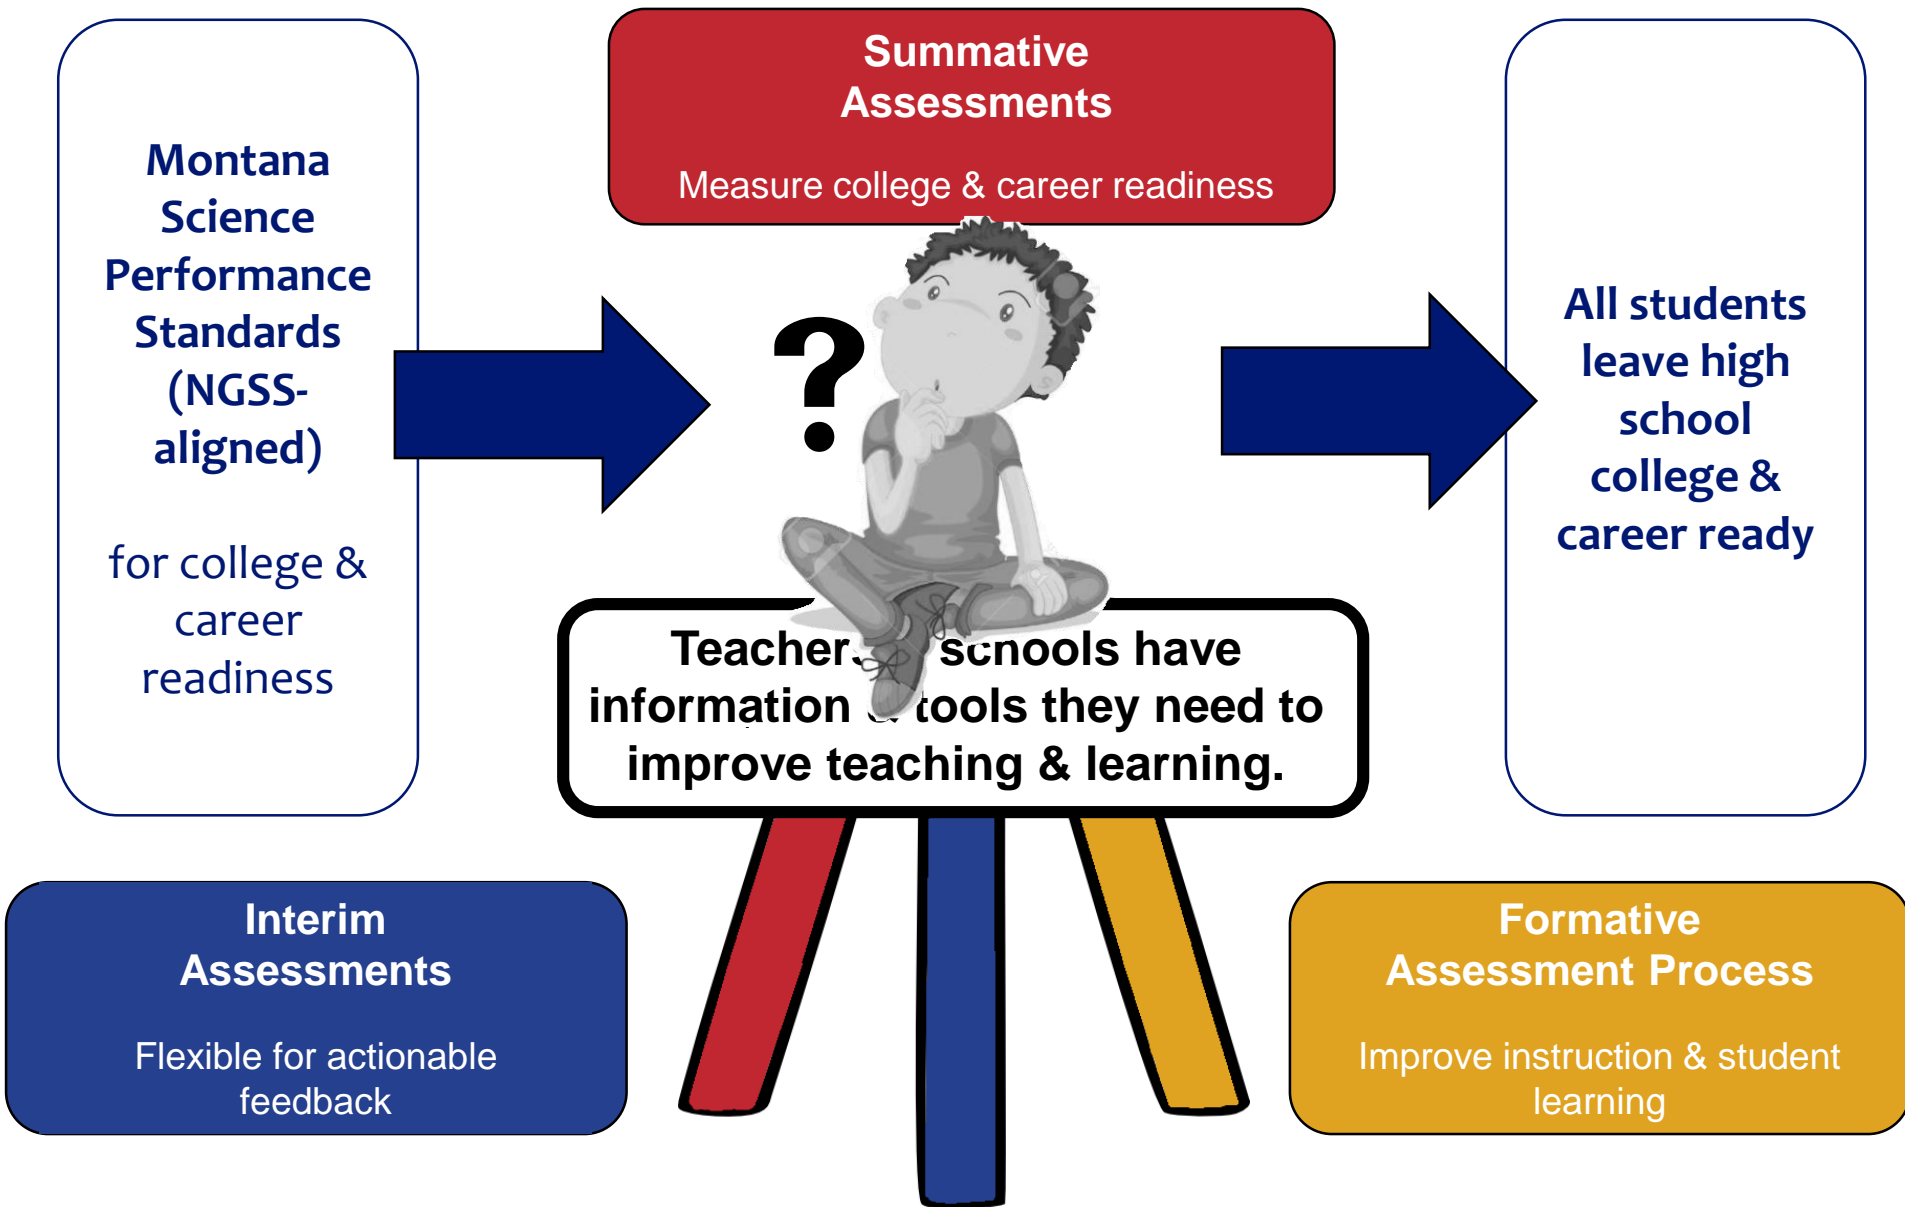 Montana
Science
Performance
Standards
(NGSS-
aligned)
for college &
career
readiness
Summative
Assessments
Measure college & career readiness
?
All students
leave high
school
college &
career ready
schools have
information & tools they need to
improve teaching & learning.
Interim
Assessments
Flexible for actionable
feedback
Formative
Assessment Process
Improve instruction & student
learning